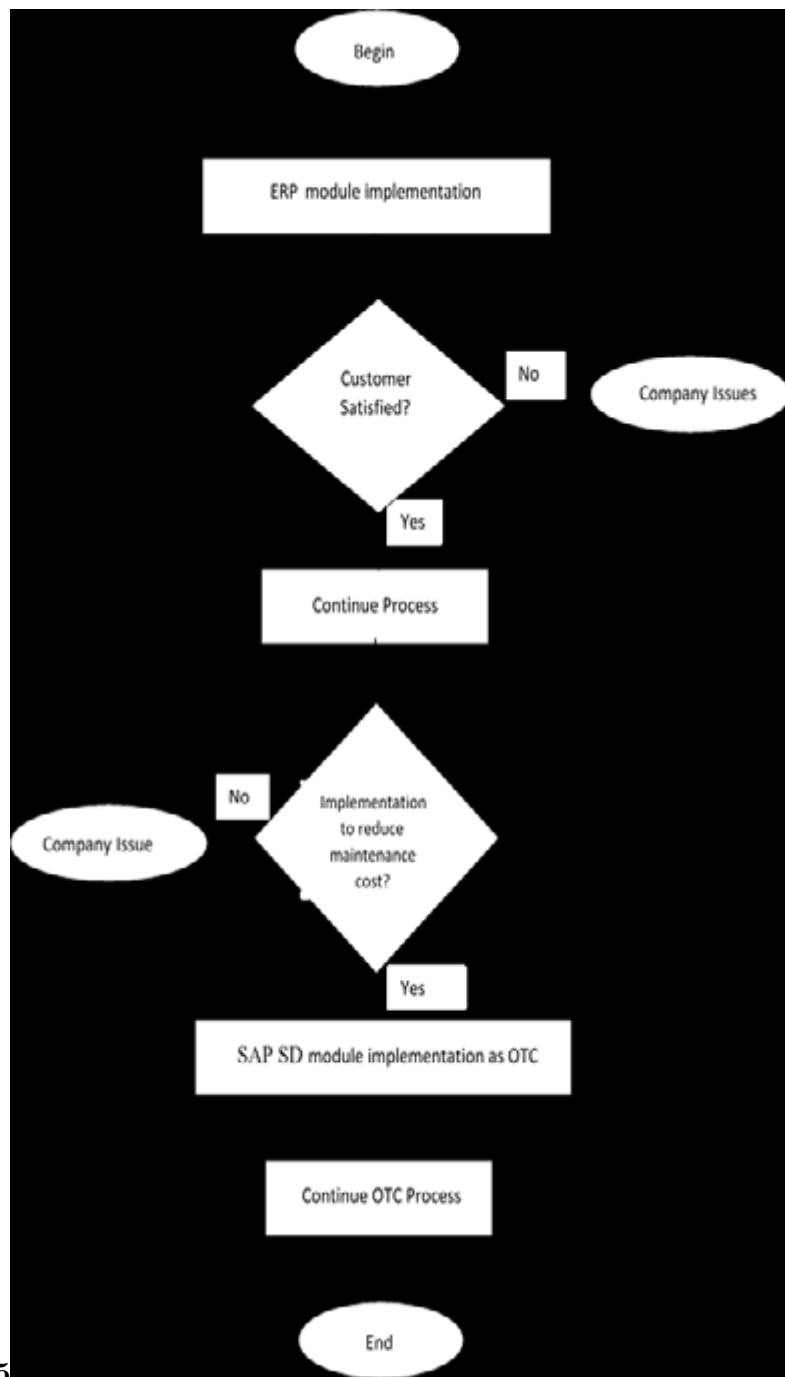 Begin
ERP module implementation
Customer
Satisfied?
No
Company Issues
Yes
Continue Process
No
Implementation
to reduce
maintenance
cost?
Company Issue
Yes
SAP SD module implementation as OTC
Continue OTC Process
End